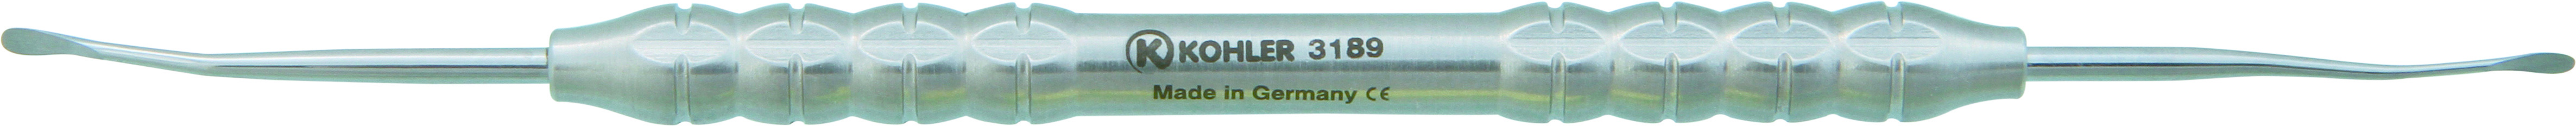 K KOHLER 3189
Made in Germany CE